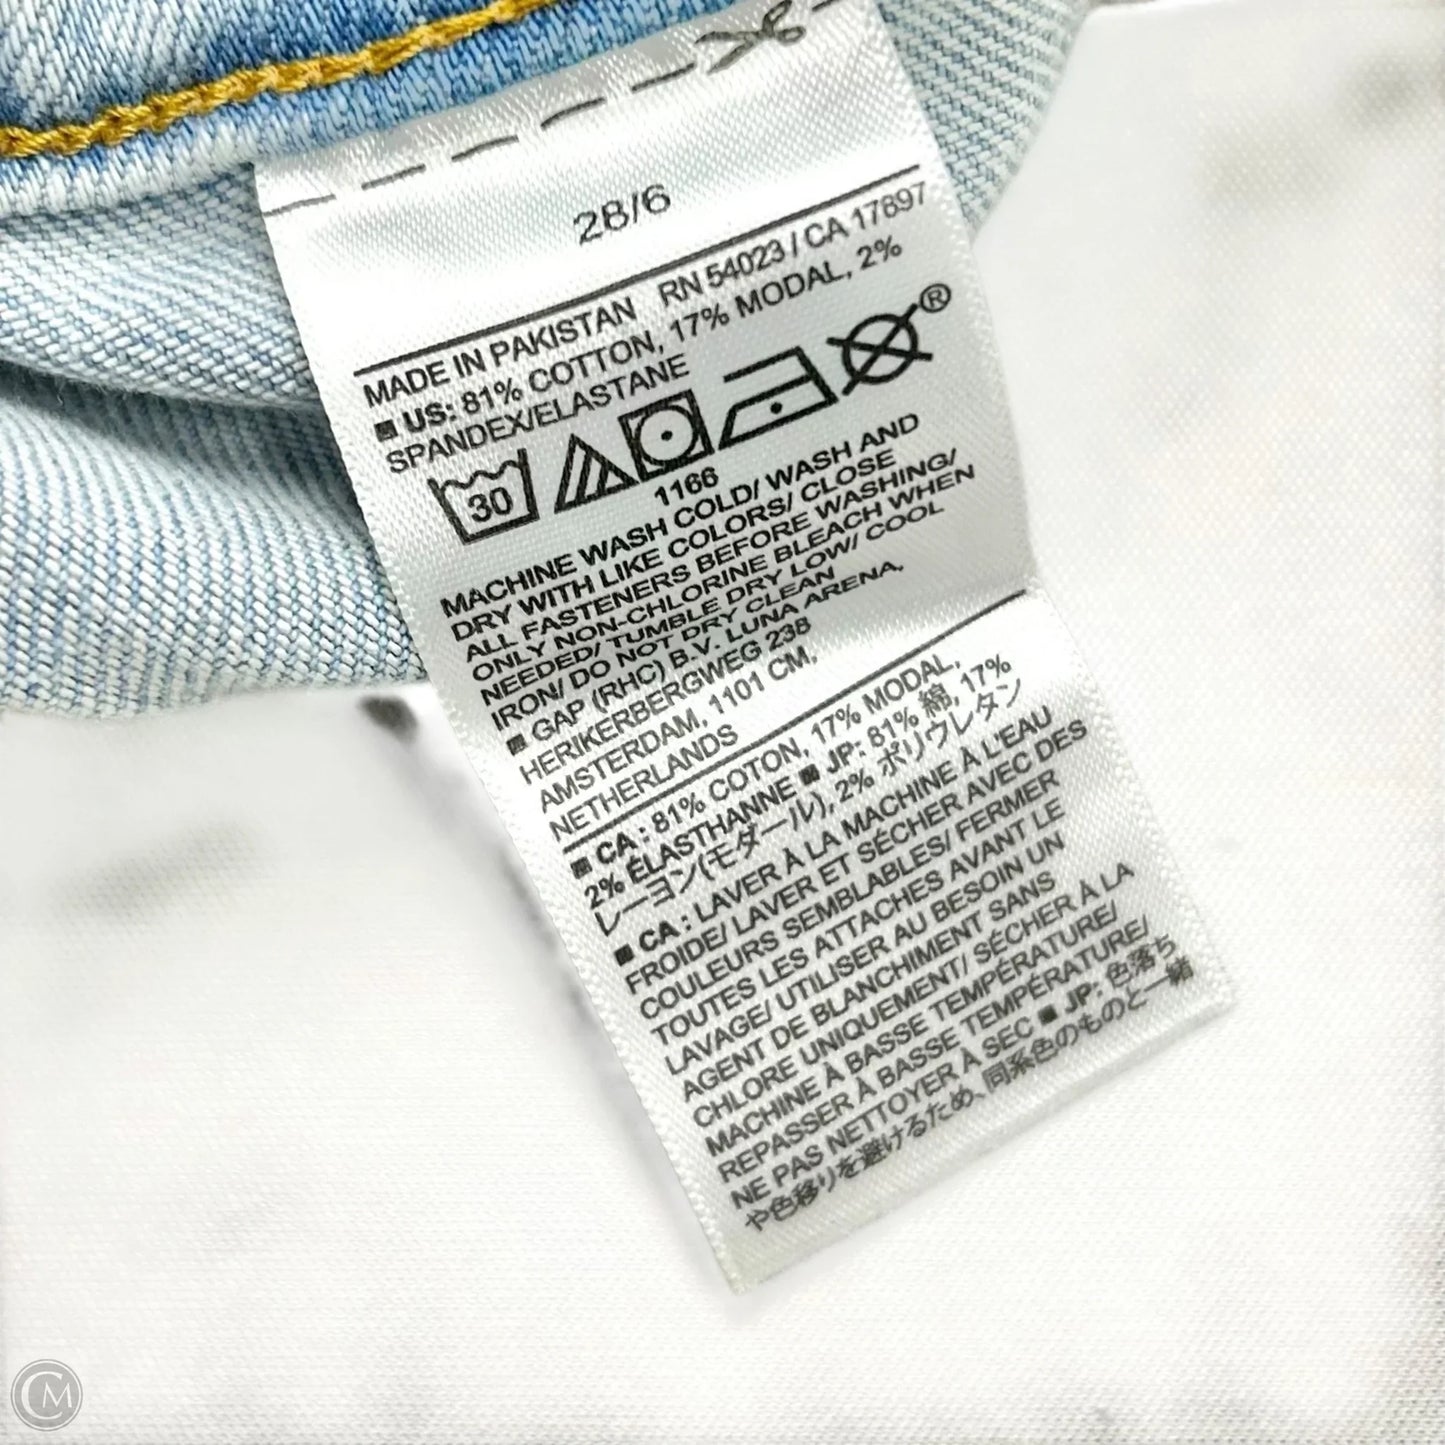 28/6
MADE IN PAKISTAN RN 54023 / CA 17897
■ US: 81% COTTON, 17% MODAL, 2%
SPANDEX/ELASTANE
30
®
1166
MACHINE WASH COLD/ WASH AND
DRY WITH LIKE COLORS/ CLOSE
ALL FASTENERS BEFORE WASHING/
ONLY NON-CHLORINE BLEACH WHEN
NEEDED/ TUMBLE DRY LOW/ COOL
IRON/ DO NOT DRY CLEAN
■ GAP (RHC) B.V. LUNA ARENA,
HERIKERBERGWEG 238
AMSTERDAM, 1101 CM,
NETHERLANDS
■ CA : 81% COTON, 17% MODAL,
2% ÉLASTHANNE ■ JP: 81% 綿, 17%
レーヨン(モダール), 2% ポリウレタン
■ CA : LAVER À LA MACHINE À L'EAU
FROIDE/ LAVER ET SÉCHER AVEC DES
COULEURS SEMBLABLES/ FERMER
TOUTES LES ATTACHES AVANT LE
LAVAGE/ UTILISER AU BESOIN UN
AGENT DE BLANCHIMENT SANS
CHLORE UNIQUEMENT/ SÉCHER À LA
MACHINE À BASSE TEMPÉRATURE/
REPASSER À BASSE TEMPÉRATURE/
NE PAS NETTOYER À SEC ■ JP: 色落ち
や色移りを避けるため、同系色のものと一緒
CM